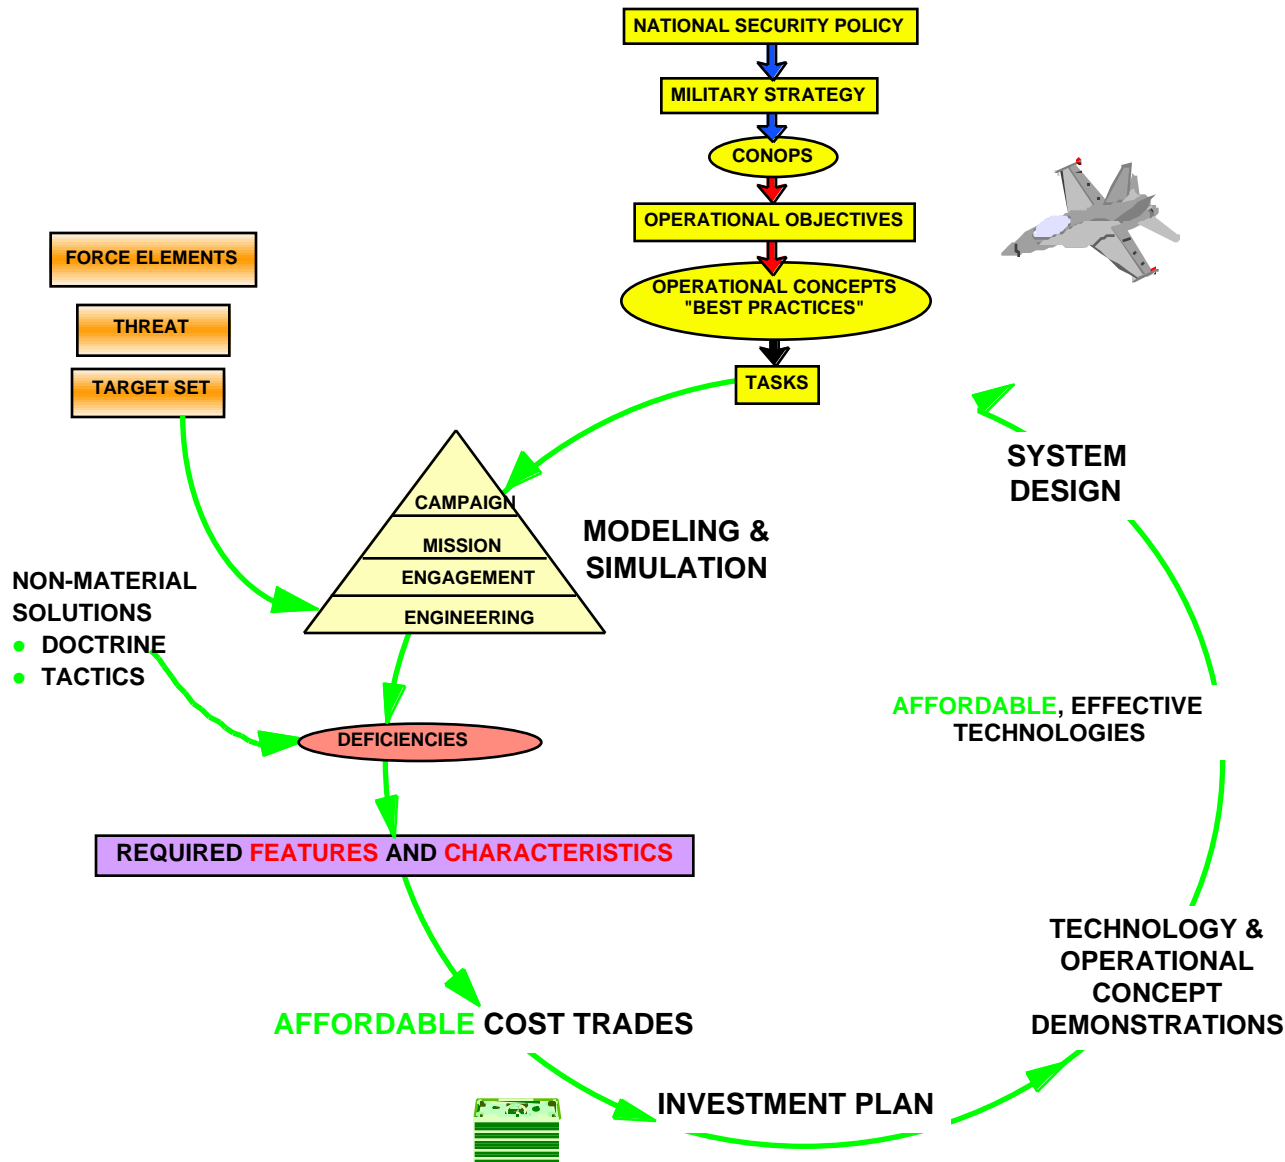 NATIONAL SECURITY POLICY
MILITARY STRATEGY
CONOPS
OPERATIONAL OBJECTIVES
OPERATIONAL CONCEPTS
"BEST PRACTICES"
TASKS
FORCE ELEMENTS
THREAT
TARGET SET
CAMPAIGN
MISSION
ENGAGEMENT
ENGINEERING
MODELING &
SIMULATION
NON-MATERIAL
SOLUTIONS
• DOCTRINE
• TACTICS
DEFICIENCIES
REQUIRED FEATURES AND CHARACTERISTICS
AFFORDABLE COST TRADES
INVESTMENT PLAN
TECHNOLOGY &
OPERATIONAL
CONCEPT
DEMONSTRATIONS
AFFORDABLE, EFFECTIVE
TECHNOLOGIES
SYSTEM
DESIGN